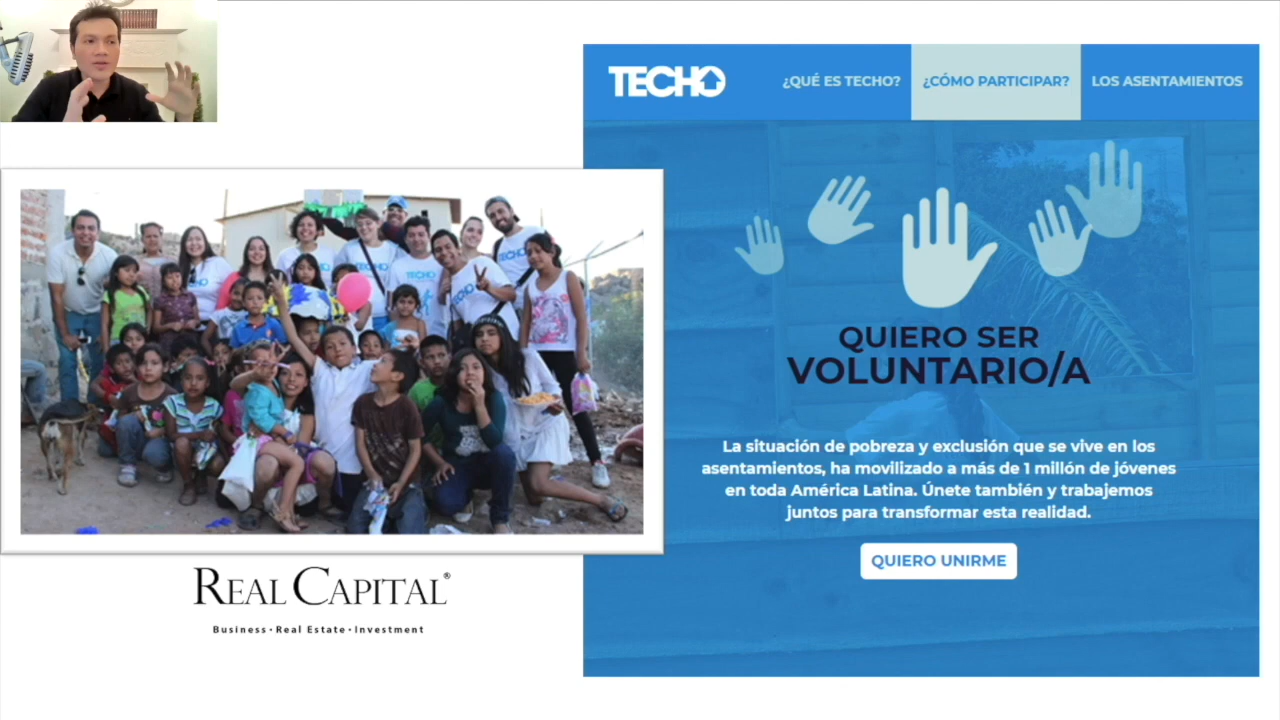 TECHO
¿QUÉ ES TECHO?
¿CÓMO PARTICIPAR?
LOS ASENTAMIENTOS
TECHO
TECHO
QUIERO SER
VOLUNTARIO/A
La situación de pobreza y exclusión que se vive en los
asentamientos, ha movilizado a más de 1 millón de jóvenes
en toda América Latina. Únete también y trabajemos
juntos para transformar esta realidad.
QUIERO UNIRME
REAL CAPITAL®
Business • Real Estate • Investment